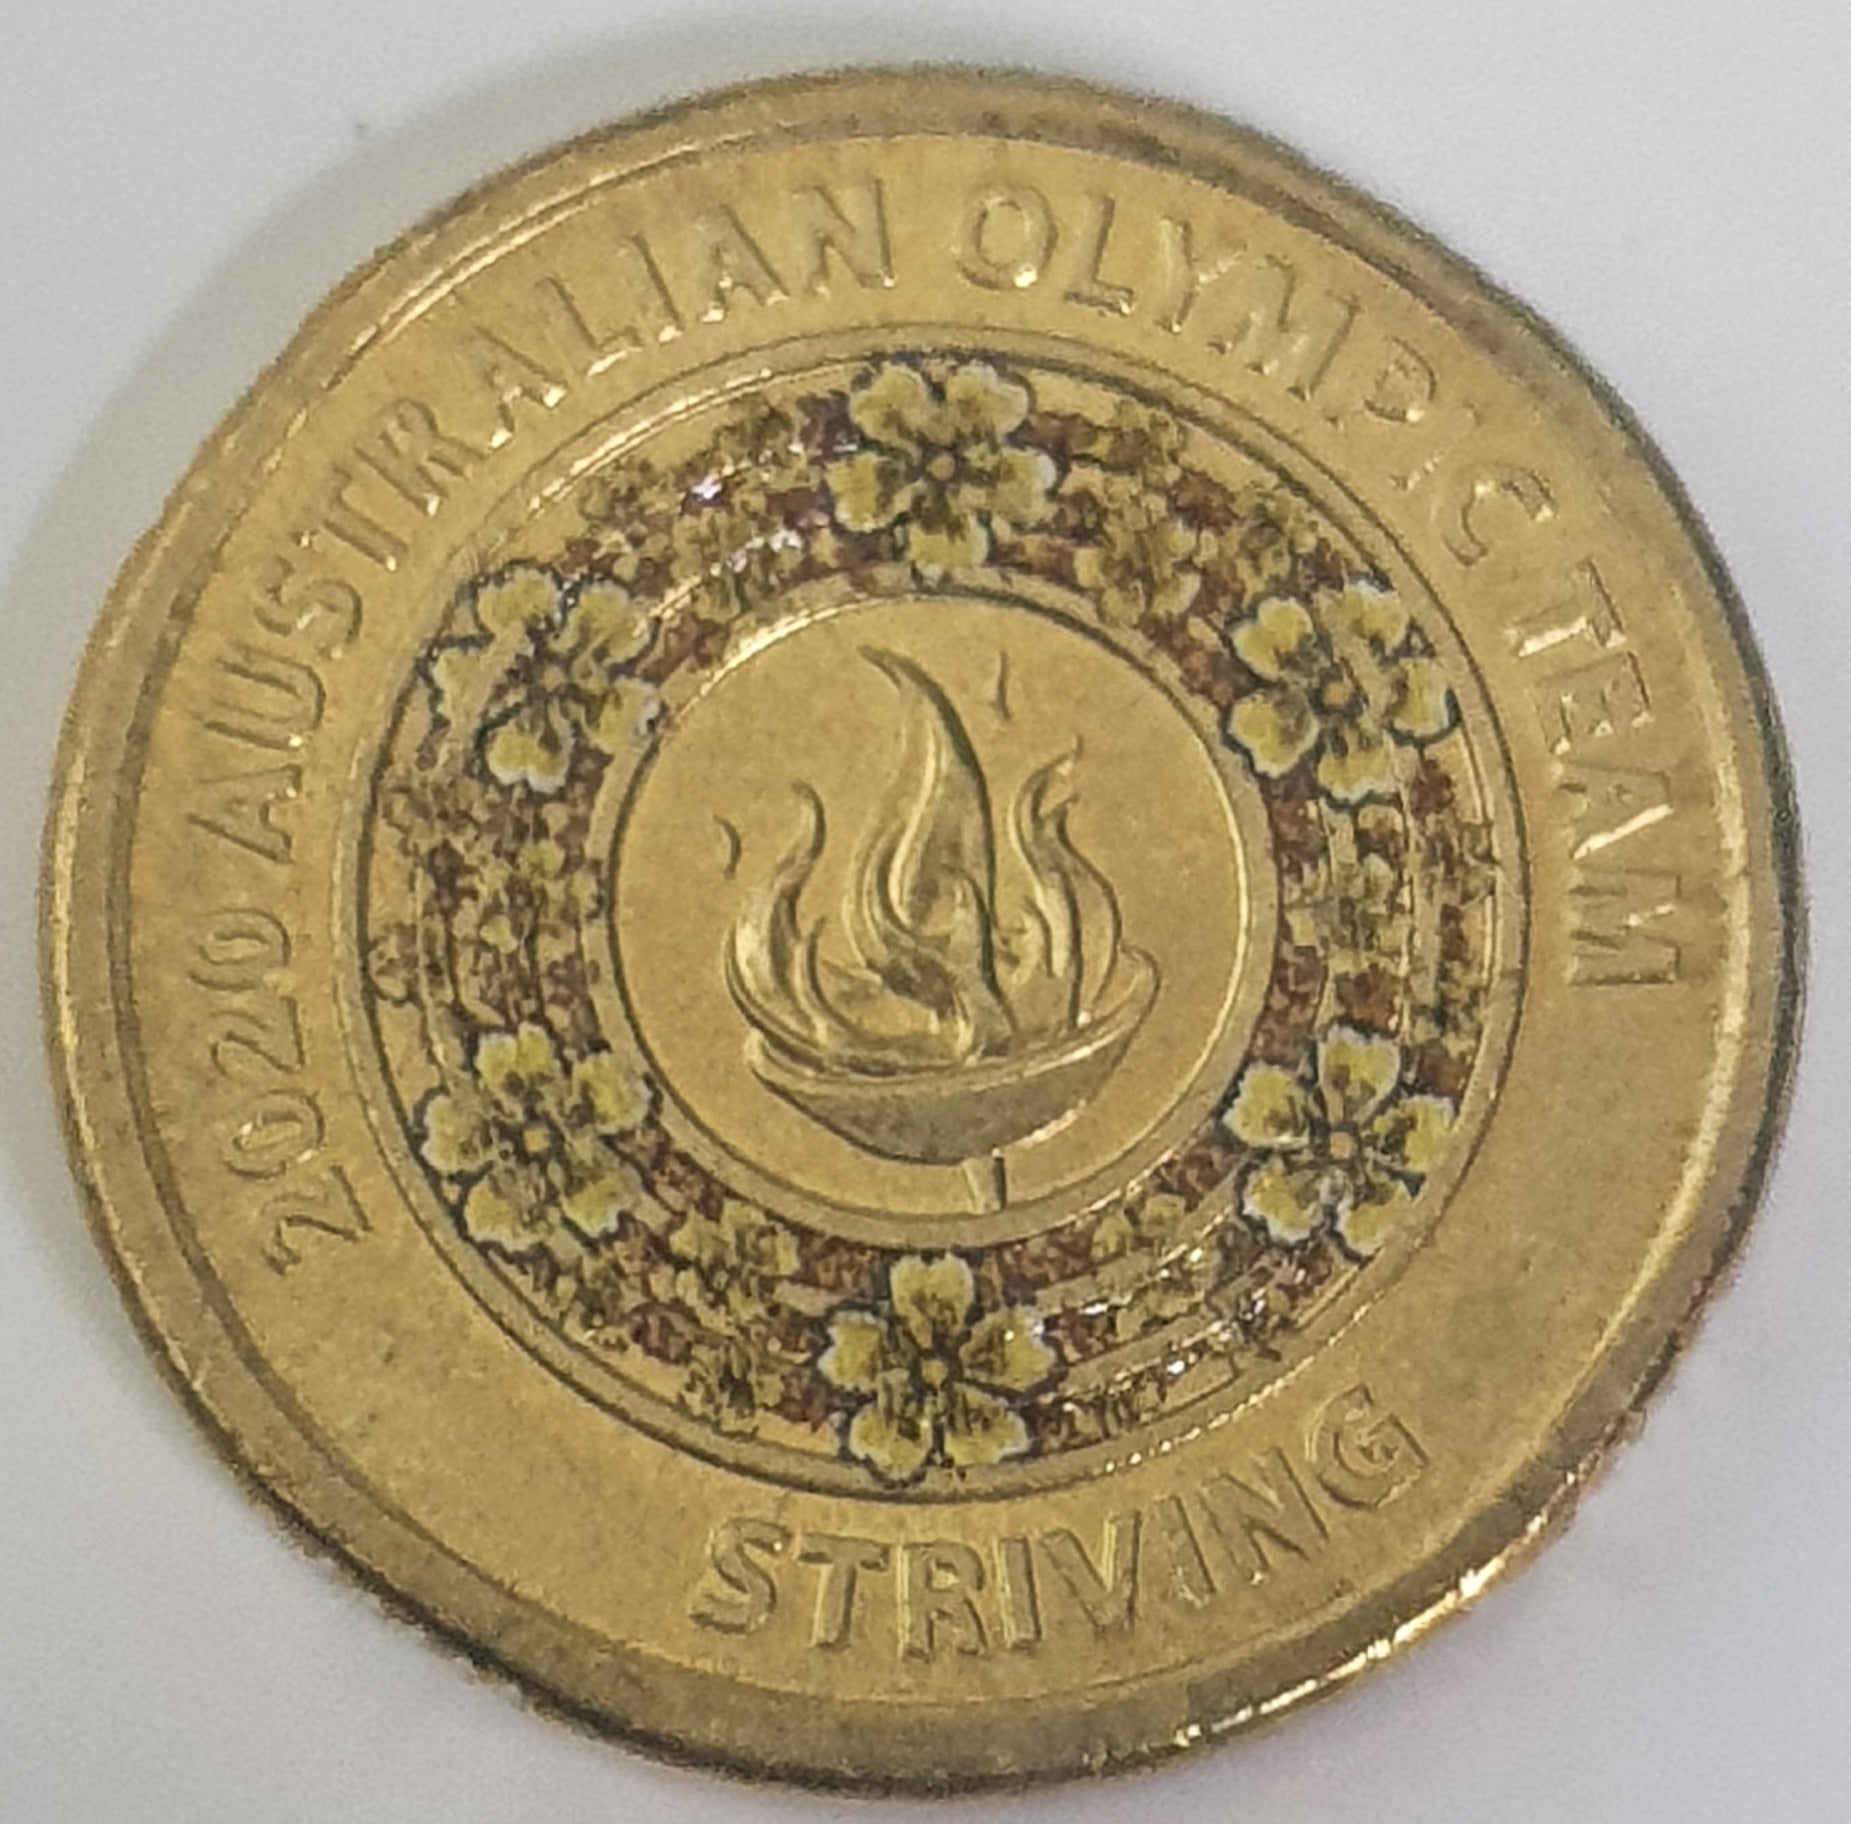 2020 AUSTRALIAN OLYMPIC TEAM
STRIVING